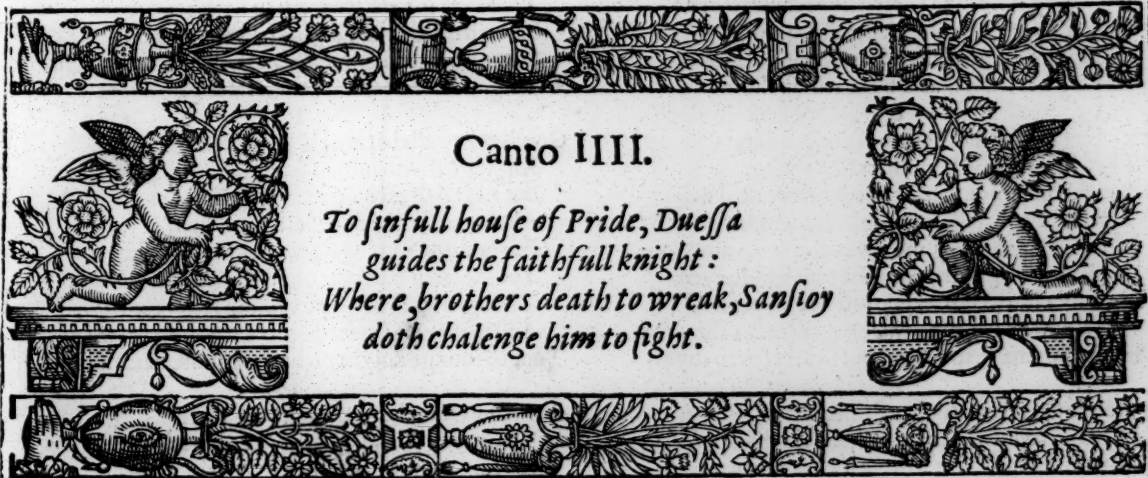 Canto IIII.
To ſinfull houſe of Pride, Dueſſa
guides the faithfull knight:
Where, brothers death to wreak, Sanſioy
doth chalenge him to fight.